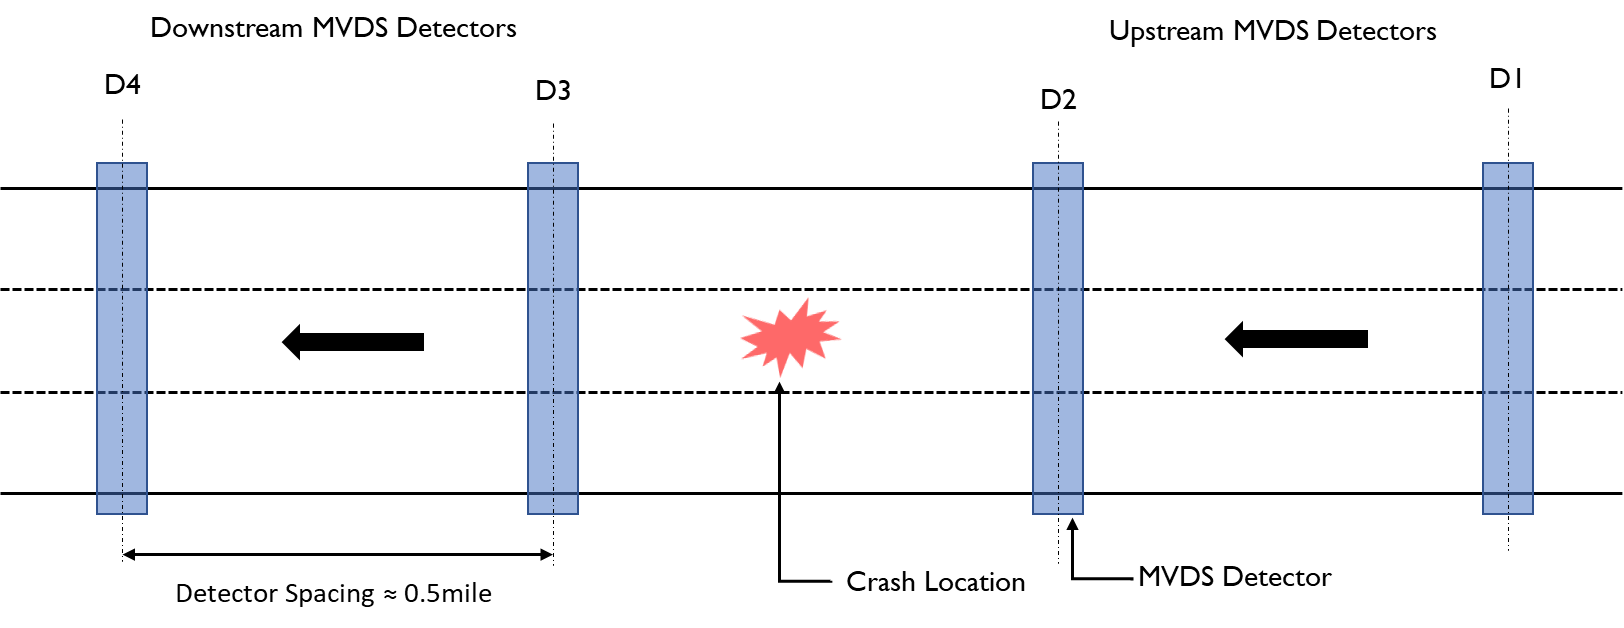 Downstream MVDS Detectors
Upstream MVDS Detectors
D4
D3
D2
D1
Detector Spacing ≈ 0.5mile
Crash Location
MVDS Detector